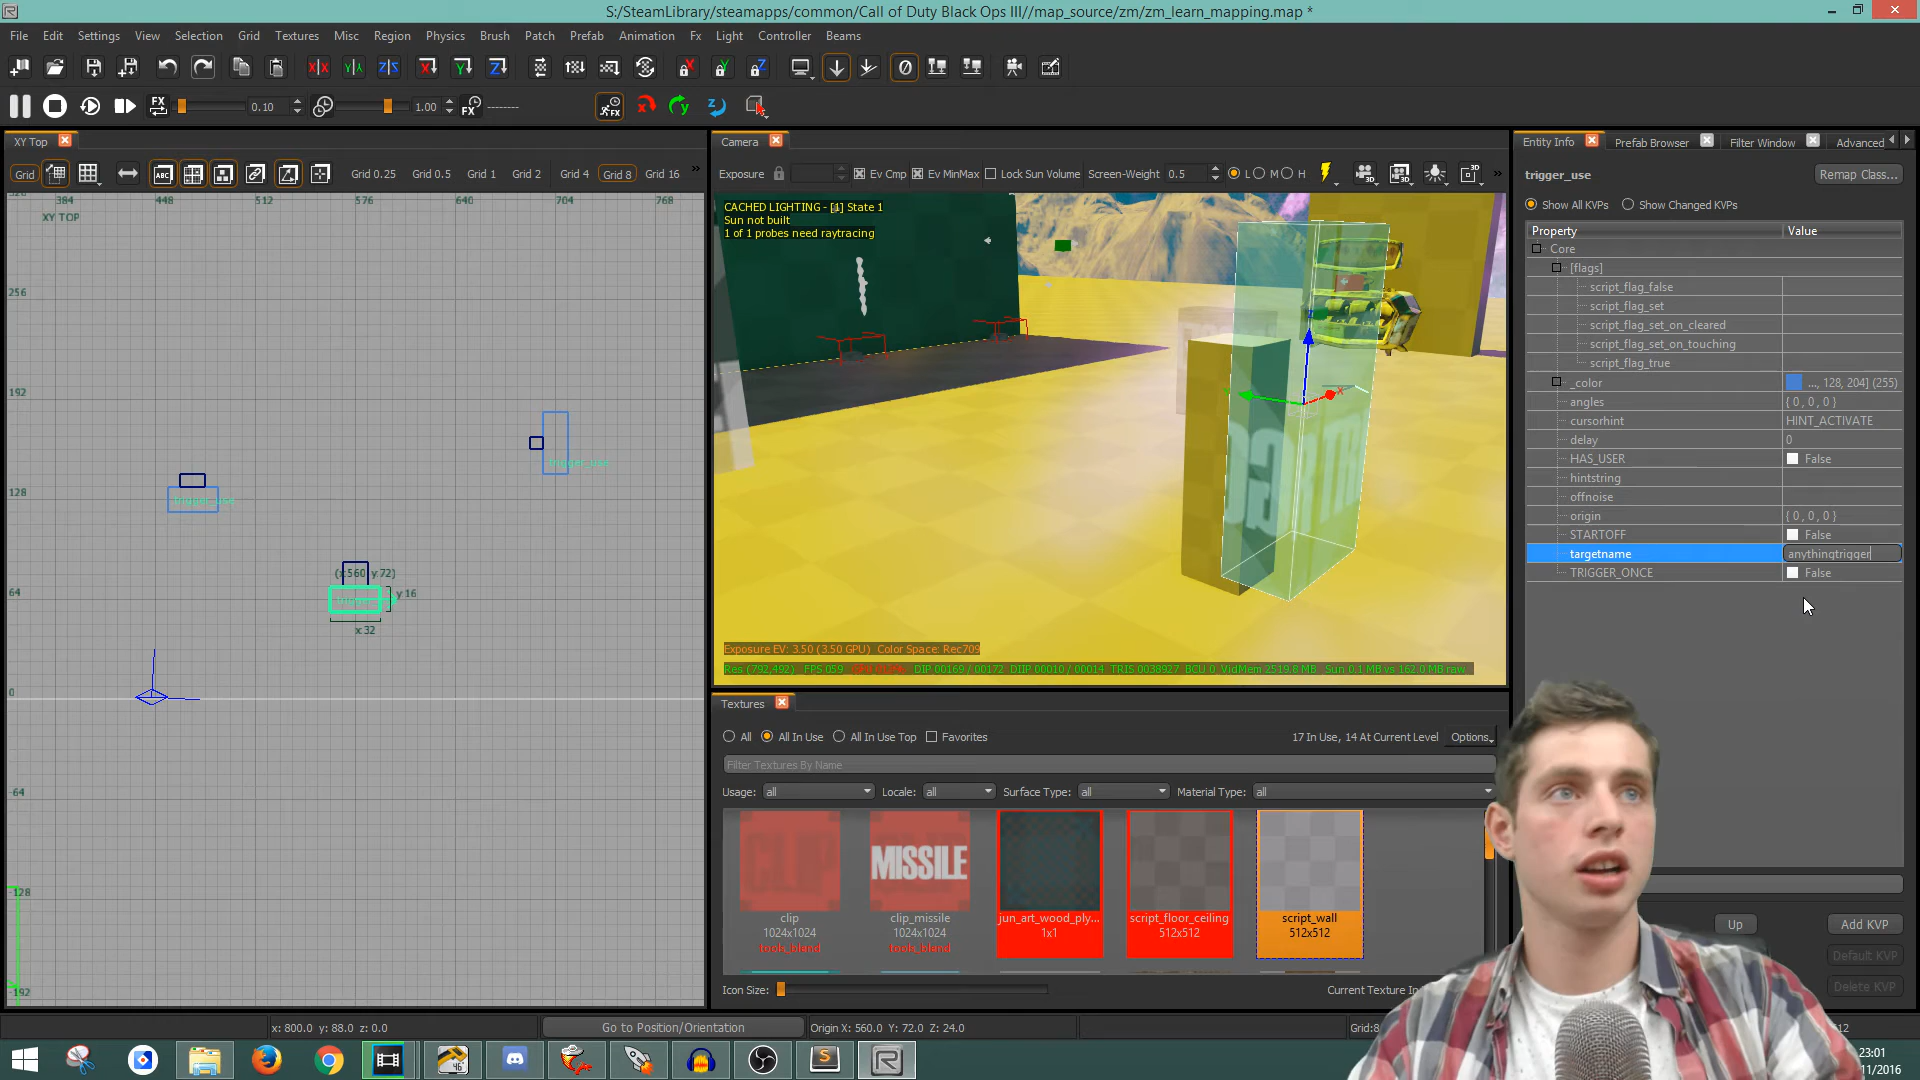 S:/SteamLibrary/steamapps/common/Call of Duty Black Ops III//map_source/zm/zm_learn_mapping.map *
File Edit Settings View Selection Grid Textures Misc Region Physics Brush Patch Prefab Animation Fx Light Controller Beams
FX 0.10 1.00 FX --------
XY Top
Camera
Entity Info Prefab Browser Filter Window Advanced
Grid Grid 0.25 Grid 0.5 Grid 1 Grid 2 Grid 4 Grid 8 Grid 16 »
Exposure Ev Cmp Ev MinMax Lock Sun Volume Screen-Weight 0.5 L M H »
trigger_use Remap Class...
Show All KVPs Show Changed KVPs
384 448 512 576 640 704 768
XY TOP
256
192
128
64
0
-64
-128
-192
trigger_use
trigger_use
(x:560 y:72)
y 16
x 32
CACHED LIGHTING - [1] State 1
Sun not built
1 of 1 probes need raytracing
Exposure EV: 3.50 (3.50 GPU) Color Space: Rec709
Property Value
Core
[flags]
script_flag_false
script_flag_set
script_flag_set_on_cleared
script_flag_set_on_touching
script_flag_true
_color ..., 128, 204] (255)
angles { 0 , 0 , 0 }
cursorhint HINT_ACTIVATE
delay 0
HAS_USER False
hintstring
offnoise
origin { 0 , 0 , 0 }
STARTOFF False
targetname anythingtrigger
TRIGGER_ONCE False
Textures
All All In Use All In Use Top Favorites 17 In Use, 14 At Current Level Options
Filter Textures By Name
Usage: all Locale: all Surface Type: all Material Type: all
CLIP MISSILE
clip
1024x1024
tools_blend
clip_missile
1024x1024
tools_blend
jun_art_wood_ply...
1x1
script_floor_ceiling
512x512
script_wall
512x512
Icon Size: Current Texture In
Up Add KVP
Default KVP
Delete KVP
x: 800.0 y: 88.0 z: 0.0 Go to Position/Orientation Origin X: 560.0 Y: 72.0 Z: 24.0 Grid:8
23:01
11/2016